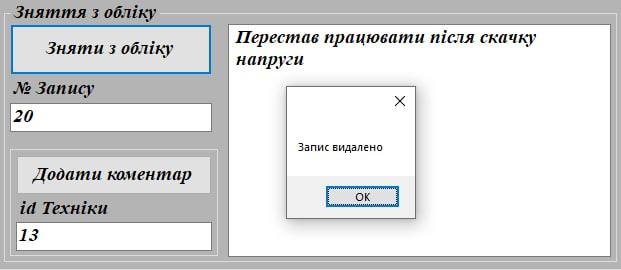 Зняття з обліку
Зняти з обліку
№ Запису
20
Додати коментар
id Техніки
13
Перестав працювати після скачку
напруги
Запис видалено
OK